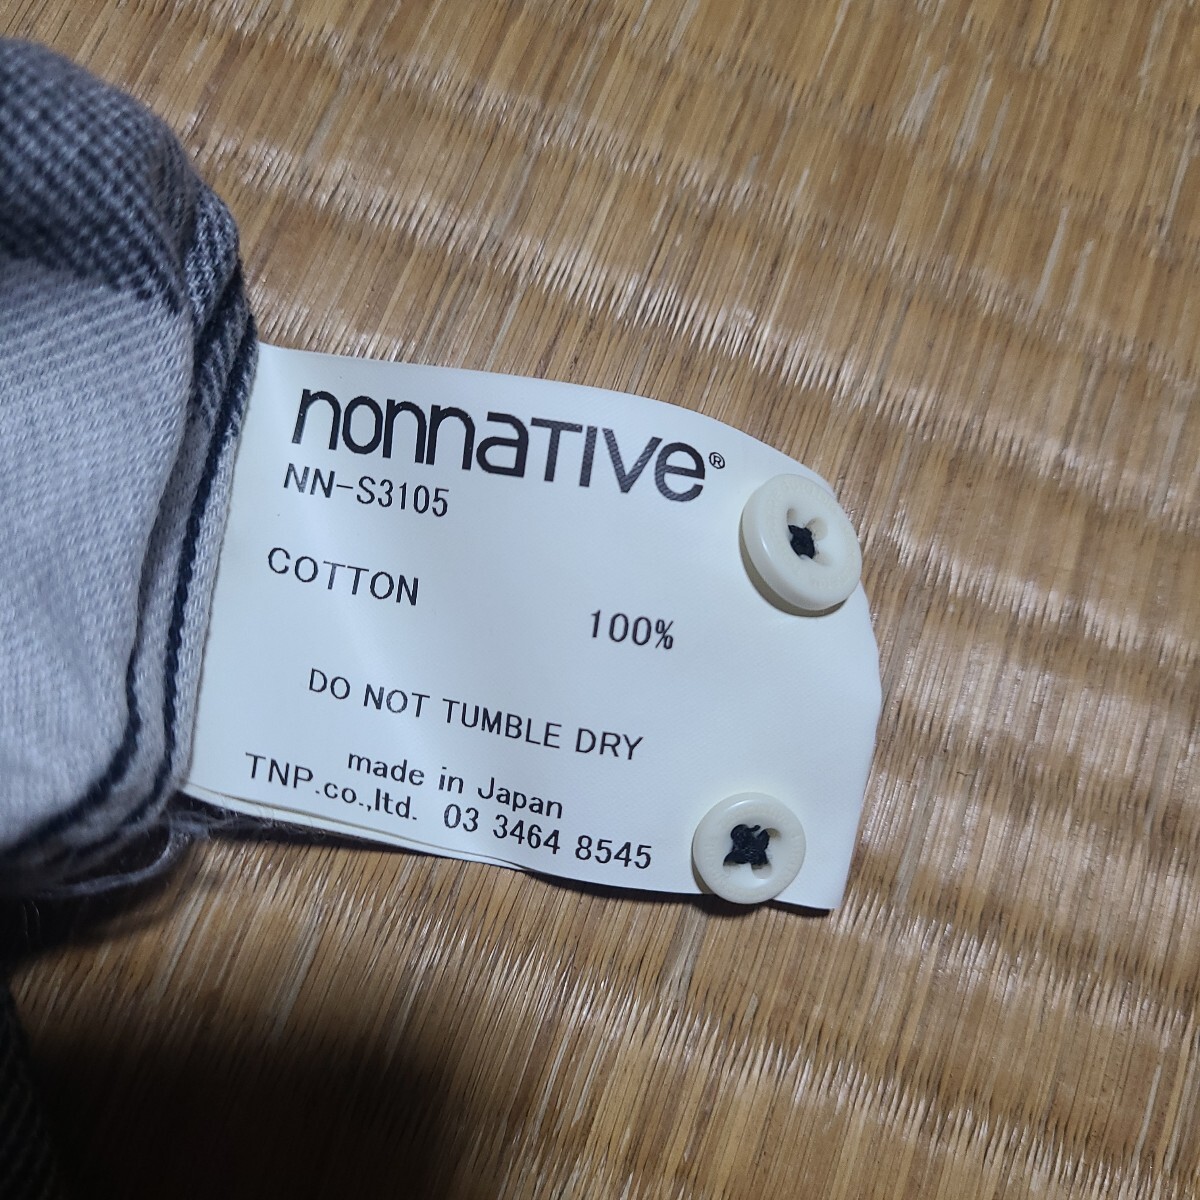 nonnaTIVe®
NN-S3105
COTTON
100%
DO NOT TUMBLE DRY
made in Japan
TNP.co.,ltd. 03 3464 8545